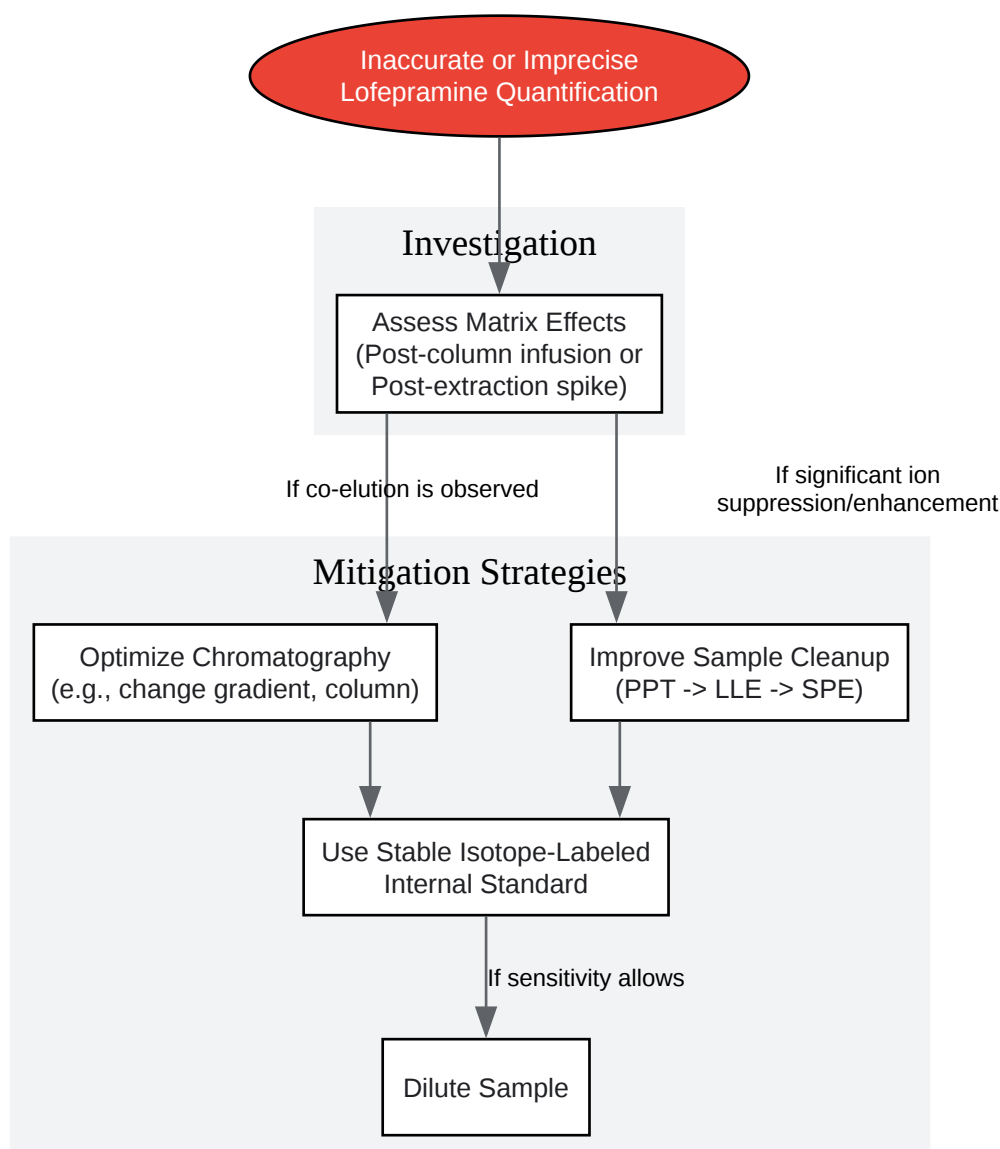 Inaccurate or Imprecise
Lofepramine Quantification
Investigation
Assess Matrix Effects
(Post-column infusion or
Post-extraction spike)
If co-elution is observed
If significant ion
suppression/enhancement
Mitigation Strategies
Optimize Chromatography
(e.g., change gradient, column)
Improve Sample Cleanup
(PPT -> LLE -> SPE)
Use Stable Isotope-Labeled
Internal Standard
If sensitivity allows
Dilute Sample